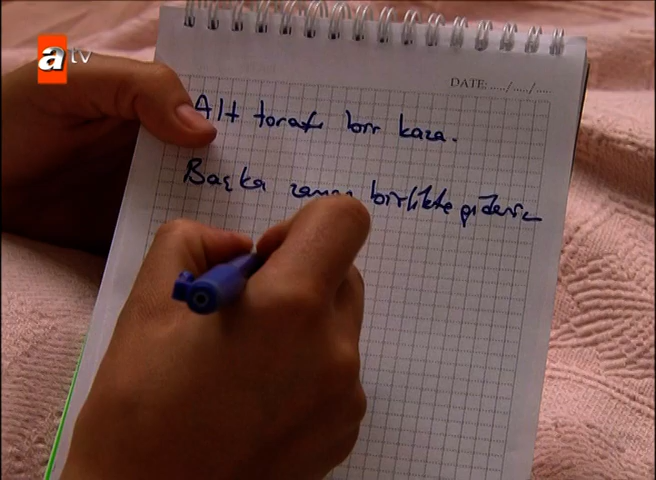 atv
DATE: ....../....../......
Alt tarafı bir kaza.
Başka zaman birlikte gideriz